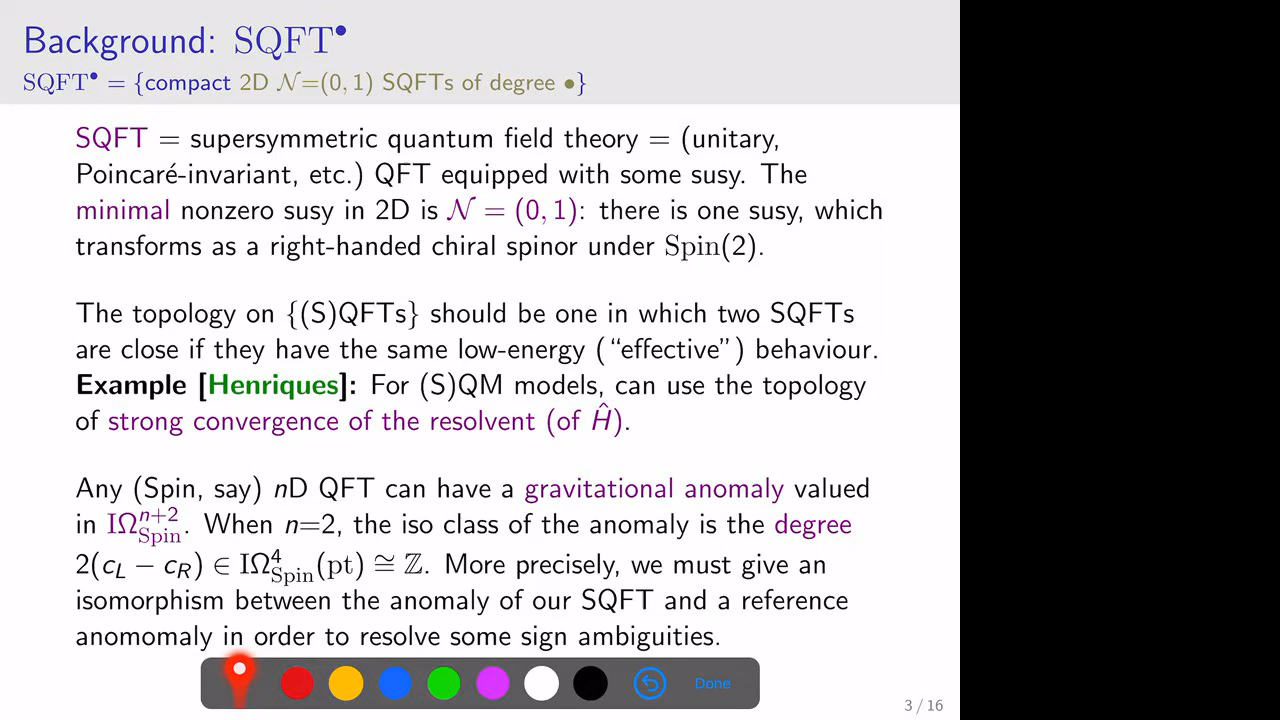 Background: SQFT•
SQFT• = {compact 2D 𝒩=(0, 1) SQFTs of degree •}
SQFT = supersymmetric quantum field theory = (unitary,
Poincaré-invariant, etc.) QFT equipped with some susy. The
minimal nonzero susy in 2D is 𝒩 = (0, 1): there is one susy, which
transforms as a right-handed chiral spinor under Spin(2).
The topology on {(S)QFTs} should be one in which two SQFTs
are close if they have the same low-energy (“effective”) behaviour.
Example [Henriques]: For (S)QM models, can use the topology
of strong convergence of the resolvent (of Ĥ).
Any (Spin, say) nD QFT can have a gravitational anomaly valued
in IΩ^{n+2}_{Spin}. When n=2, the iso class of the anomaly is the degree
2(c_L − c_R) ∈ IΩ^4_{Spin}(pt) ≅ ℤ. More precisely, we must give an
isomorphism between the anomaly of our SQFT and a reference
anomomaly in order to resolve some sign ambiguities.
Done
3 / 16